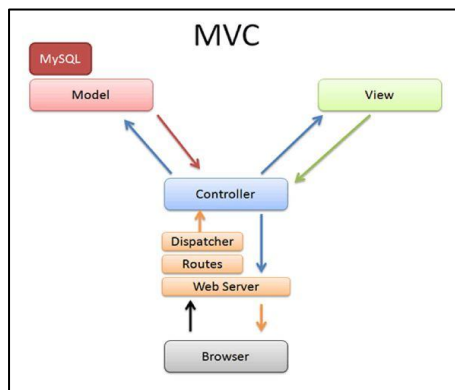 MVC
MySQL
Model
View
Controller
Dispatcher
Routes
Web Server
Browser